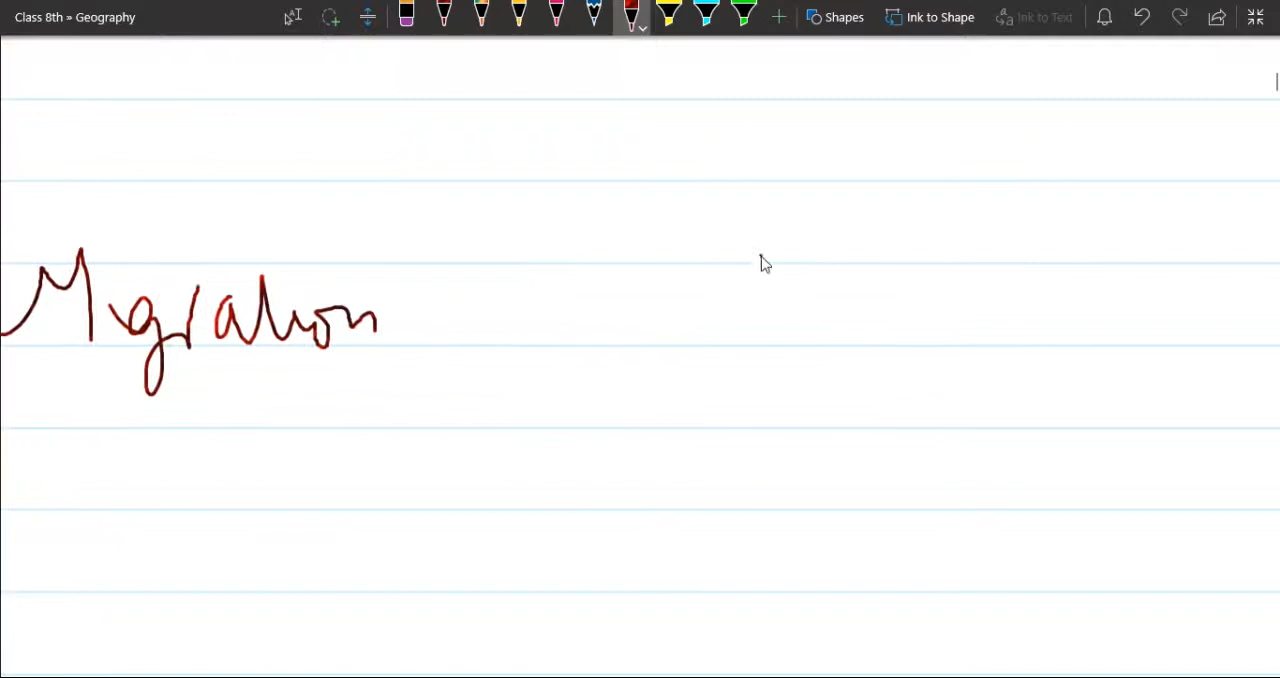 Class 8th » Geography
Shapes
Ink to Shape
Ink to Text
Migration